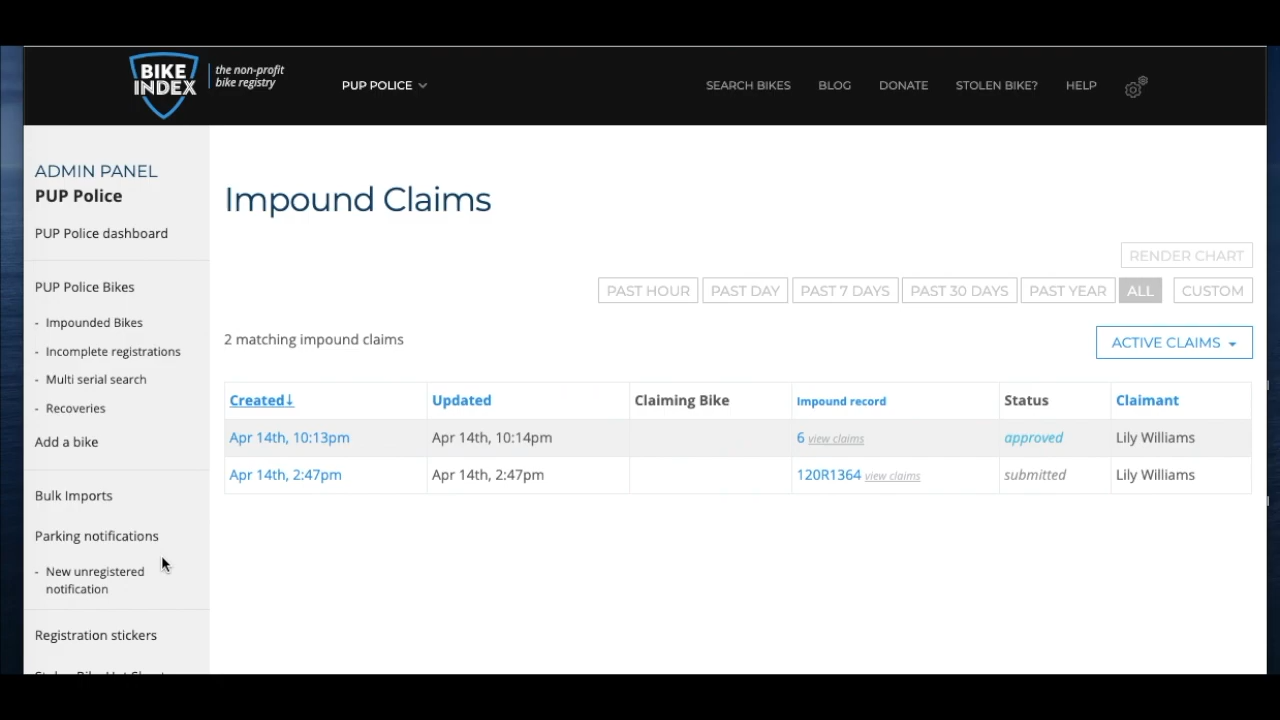 BIKE INDEX
the non-profit
bike registry
PUP POLICE
SEARCH BIKES
BLOG
DONATE
STOLEN BIKE?
HELP
ADMIN PANEL
PUP Police
PUP Police dashboard
PUP Police Bikes
- Impounded Bikes
- Incomplete registrations
- Multi serial search
- Recoveries
Add a bike
Bulk Imports
Parking notifications
- New unregistered
notification
Registration stickers
Impound Claims
RENDER CHART
PAST HOUR PAST DAY PAST 7 DAYS PAST 30 DAYS PAST YEAR ALL CUSTOM
2 matching impound claims
ACTIVE CLAIMS
Created↓ Updated Claiming Bike Impound record Status Claimant
Apr 14th, 10:13pm Apr 14th, 10:14pm 6 view claims approved Lily Williams
Apr 14th, 2:47pm Apr 14th, 2:47pm 120R1364 view claims submitted Lily Williams